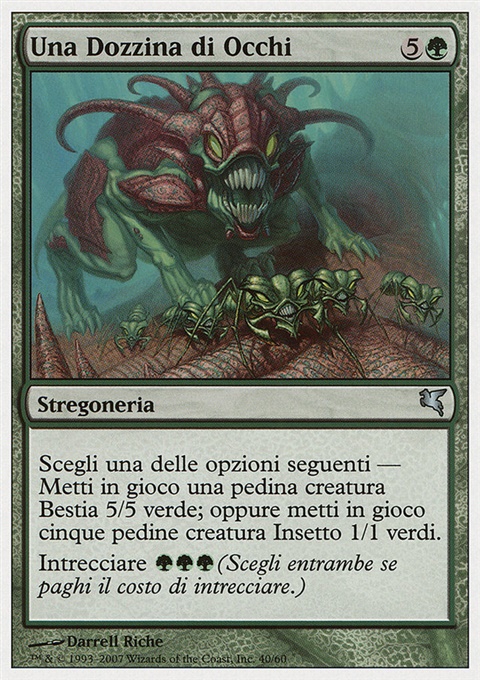 Una Dozzina di Occhi 5
Stregoneria
Scegli una delle opzioni seguenti —
Metti in gioco una pedina creatura
Bestia 5/5 verde; oppure metti in gioco
cinque pedine creatura Insetto 1/1 verdi.
Intrecciare (Scegli entrambe se
paghi il costo di intrecciare.)
Darrell Riche
™ & © 1993–2007 Wizards of the Coast, Inc. 40/60